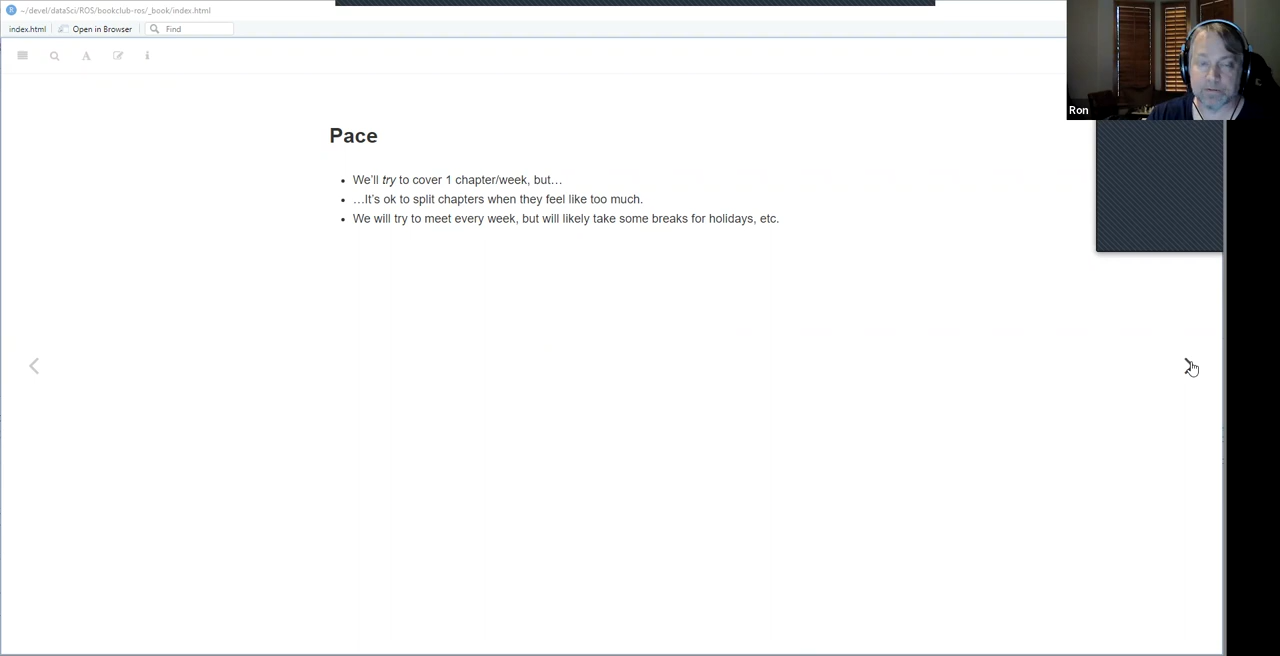 ~/devel/dataSci/ROS/bookclub-ros/_book/index.html
index.html Open in Browser Find
A
Ron
Pace
We'll try to cover 1 chapter/week, but…
…It's ok to split chapters when they feel like too much.
We will try to meet every week, but will likely take some breaks for holidays, etc.